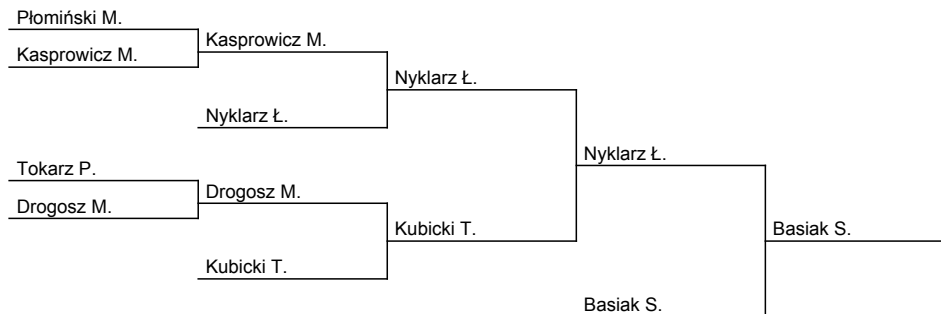 Płomiński M.
Kasprowicz M.
Kasprowicz M.
Nyklarz Ł.
Nyklarz Ł.
Nyklarz Ł.
Tokarz P.
Drogosz M.
Drogosz M.
Kubicki T.
Basiak S.
Kubicki T.
Basiak S.